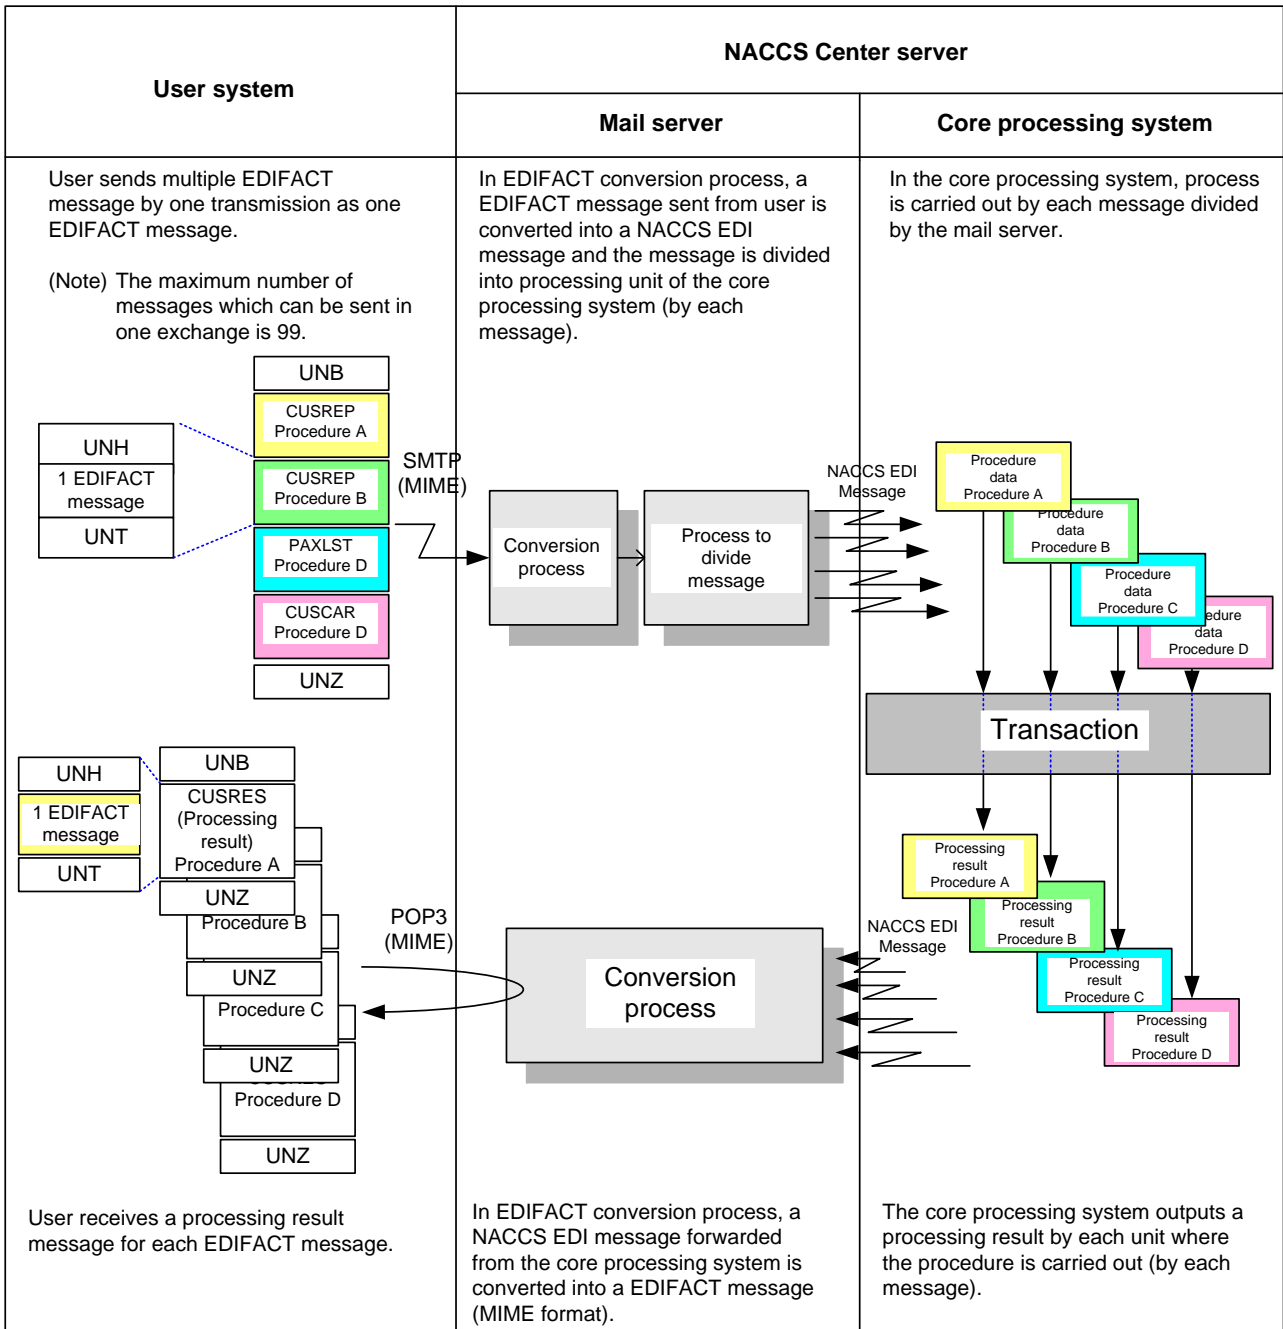 User system
NACCS Center server
Mail server
Core processing system
User sends multiple EDIFACT
message by one transmission as one
EDIFACT message.
(Note) The maximum number of
messages which can be sent in
one exchange is 99.
In EDIFACT conversion process, a
EDIFACT message sent from user is
converted into a NACCS EDI
message and the message is divided
into processing unit of the core
processing system (by each
message).
In the core processing system, process
is carried out by each message divided
by the mail server.
UNH
1 EDIFACT
message
UNT
UNB
CUSREP
Procedure A
CUSREP
Procedure B
PAXLST
Procedure D
CUSCAR
Procedure D
UNZ
SMTP
(MIME)
Conversion
process
Process to
divide
message
NACCS EDI
Message
Procedure
data
Procedure A
Procedure
data
Procedure B
Procedure
data
Procedure C
edure
data
Procedure D
Transaction
UNH
1 EDIFACT
message
UNT
UNB
CUSRES
(Processing
result)
Procedure A
UNZ
Procedure B
UNZ
Procedure C
UNZ
Procedure D
UNZ
POP3
(MIME)
Conversion
process
NACCS EDI
Message
Processing
result
Procedure A
Processing
result
Procedure B
Processing
result
Procedure C
Processing
result
Procedure D
User receives a processing result
message for each EDIFACT message.
In EDIFACT conversion process, a
NACCS EDI message forwarded
from the core processing system is
converted into a EDIFACT message
(MIME format).
The core processing system outputs a
processing result by each unit where
the procedure is carried out (by each
message).